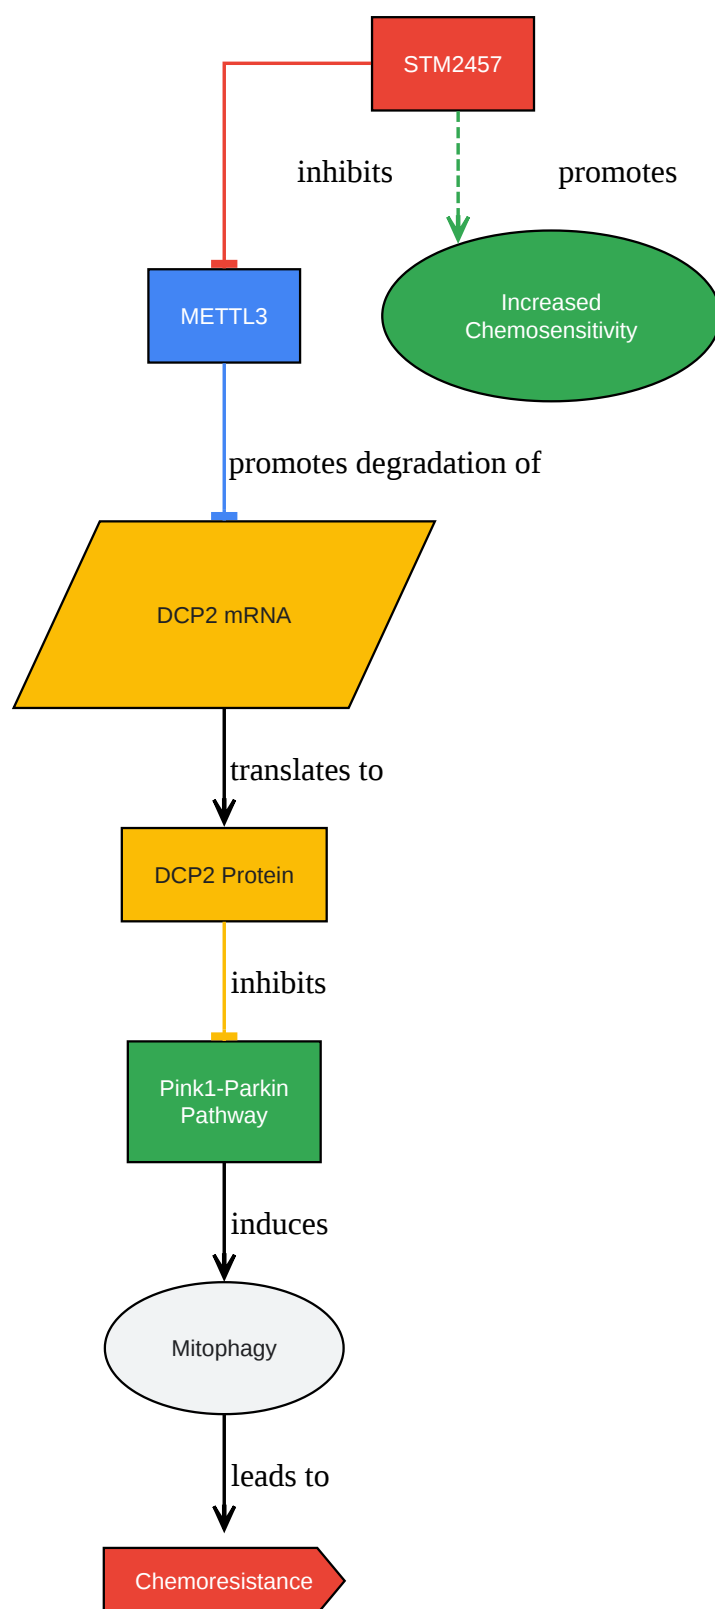 STM2457
inhibits
promotes
METTL3
Increased
Chemosensitivity
promotes degradation of
DCP2 mRNA
translates to
DCP2 Protein
inhibits
Pink1-Parkin
Pathway
induces
Mitophagy
leads to
Chemoresistance